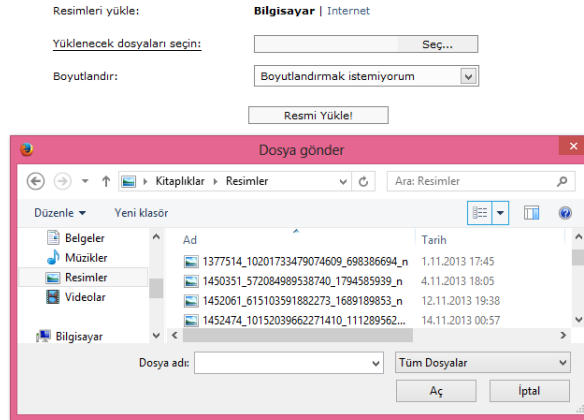 Resimleri yükle: Bilgisayar | Internet
Yüklenecek dosyaları seçin: Seç...
Boyutlandır: Boyutlandırmak istemiyorum
Resmi Yükle!
Dosya gönder
Kitaplıklar Resimler Ara: Resimler
Düzenle Yeni klasör
Belgeler
Müzikler
Resimler
Videolar
Bilgisayar
Ad Tarih
1377514_10201733479074609_698386694_n 1.11.2013 17:45
1450351_572084989538740_1794585939_n 4.11.2013 18:05
1452061_615103591882273_1689189853_n 12.11.2013 19:38
1452474_10152039662271410_111289562... 14.11.2013 00:57
Dosya adı: Tüm Dosyalar
Aç İptal